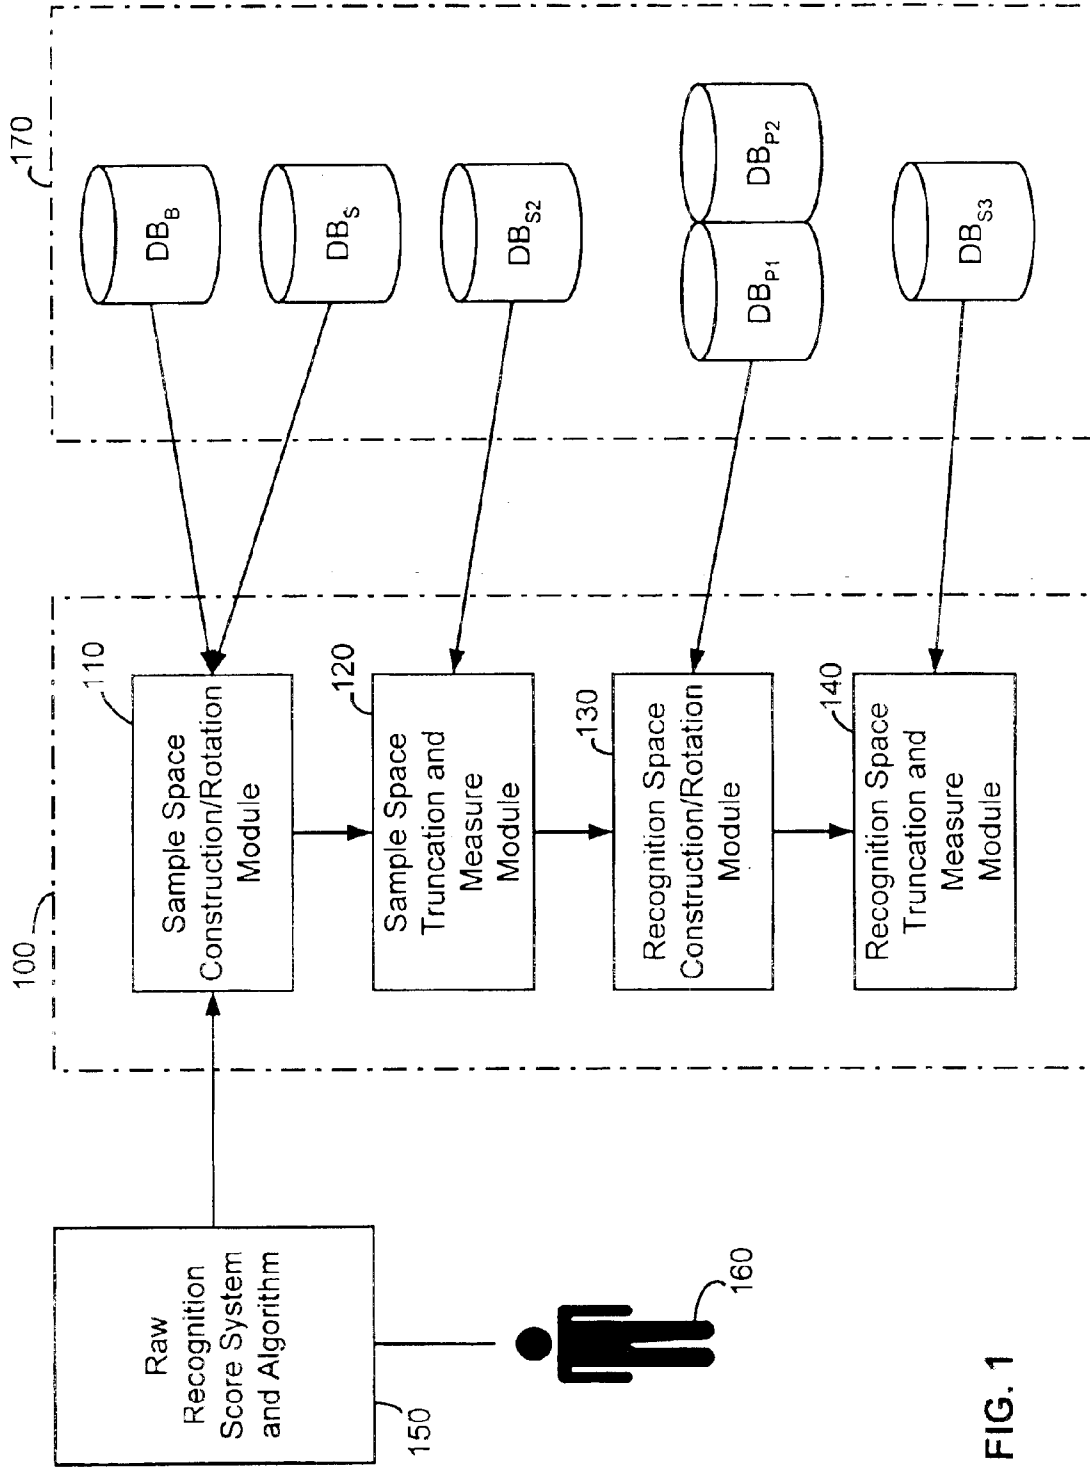 150
Raw
Recognition
Score System
and Algorithm
160
100
110
Sample Space
Construction/Rotation
Module
120
Sample Space
Truncation and
Measure
Module
130
Recognition Space
Construction/Rotation
Module
140
Recognition Space
Truncation and
Measure
Module
170
DB_B
DB_S
DB_S2
DB_P1
DB_P2
DB_S3
FIG. 1